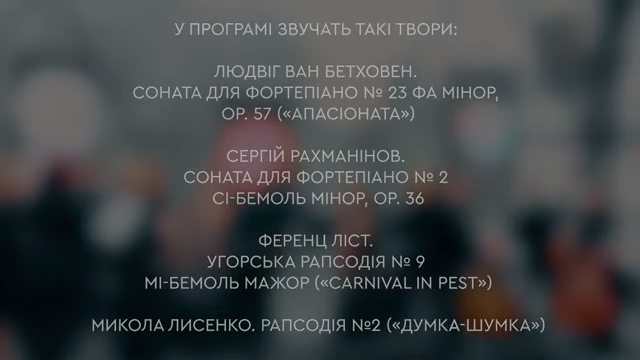 У ПРОГРАМІ ЗВУЧАТЬ ТАКІ ТВОРИ:
ЛЮДВІГ ВАН БЕТХОВЕН.
СОНАТА ДЛЯ ФОРТЕПІАНО № 23 ФА МІНОР,
ОР. 57 («АПАСІОНАТА»)
СЕРГІЙ РАХМАНІНОВ.
СОНАТА ДЛЯ ФОРТЕПІАНО № 2
СІ-БЕМОЛЬ МІНОР, ОР. 36
ФЕРЕНЦ ЛІСТ.
УГОРСЬКА РАПСОДІЯ № 9
МІ-БЕМОЛЬ МАЖОР («CARNIVAL IN PEST»)
МИКОЛА ЛИСЕНКО. РАПСОДІЯ №2 («ДУМКА-ШУМКА»)